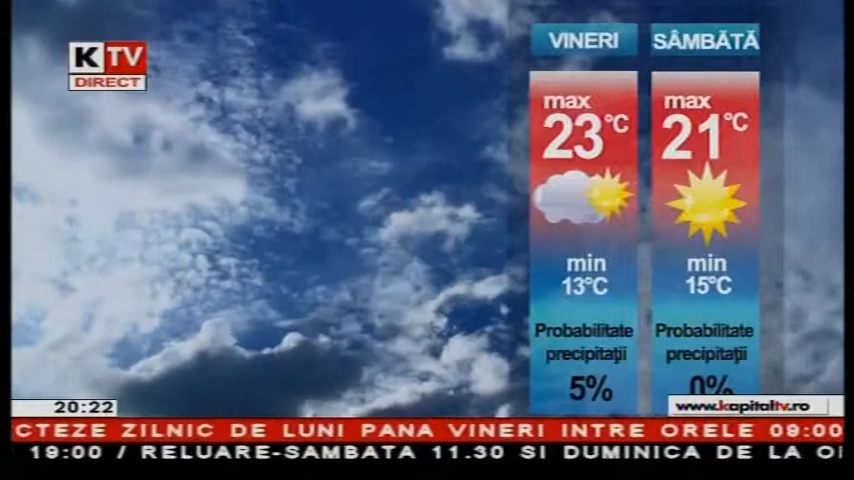 K TV
DIRECT
VINERI
max
23°C
min
13°C
Probabilitate
precipitaţii
5%
SÂMBĂTĂ
max
21°C
min
15°C
Probabilitate
precipitaţii
0%
20:22
www.kapitaltv.ro
CTEZE ZILNIC DE LUNI PANA VINERI INTRE ORELE 09:00
19:00 / RELUARE-SAMBATA 11.30 SI DUMINICA DE LA